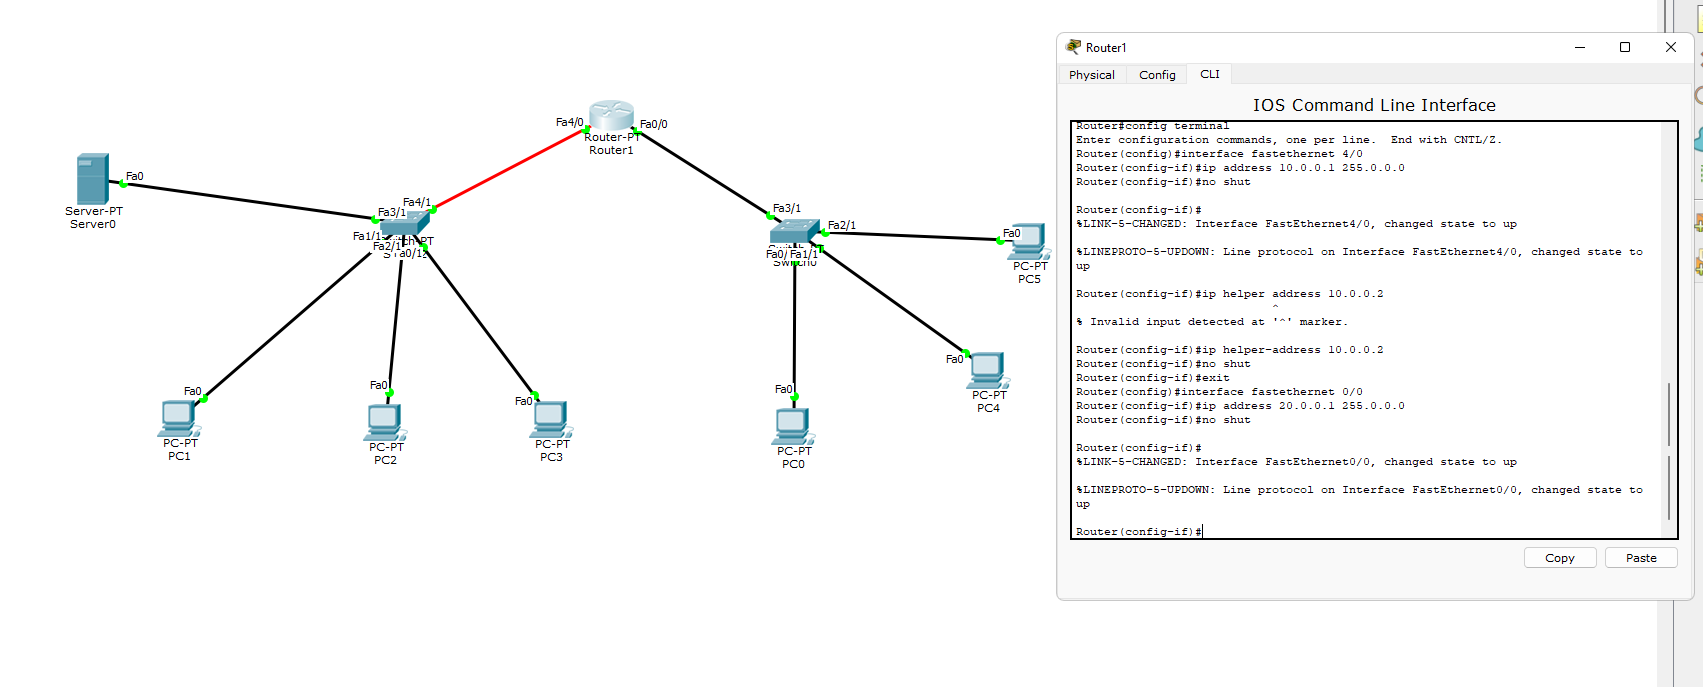 Router1
Physical
Config
CLI
IOS Command Line Interface
Router#config terminal
Enter configuration commands, one per line.  End with CNTL/Z.
Router(config)#interface fastethernet 4/0
Router(config-if)#ip address 10.0.0.1 255.0.0.0
Router(config-if)#no shut
Router(config-if)#
%LINK-5-CHANGED: Interface FastEthernet4/0, changed state to up
%LINEPROTO-5-UPDOWN: Line protocol on Interface FastEthernet4/0, changed state to
up
Router(config-if)#ip helper address 10.0.0.2
^
% Invalid input detected at '^' marker.
Router(config-if)#ip helper-address 10.0.0.2
Router(config-if)#no shut
Router(config-if)#exit
Router(config)#interface fastethernet 0/0
Router(config-if)#ip address 20.0.0.1 255.0.0.0
Router(config-if)#no shut
Router(config-if)#
%LINK-5-CHANGED: Interface FastEthernet0/0, changed state to up
%LINEPROTO-5-UPDOWN: Line protocol on Interface FastEthernet0/0, changed state to
up
Router(config-if)#
Copy
Paste
Fa4/0
Fa0/0
Router-PT
Router1
Fa0
Server-PT
Server0
Fa4/1
Fa3/1
Fa1/1
Fa2/1
Fa3/1
Fa2/1
Fa0/
Fa1/1
Fa0
PC-PT
PC5
Fa0
PC-PT
PC4
Fa0
PC-PT
PC0
Fa0
PC-PT
PC1
Fa0
PC-PT
PC2
Fa0
PC-PT
PC3